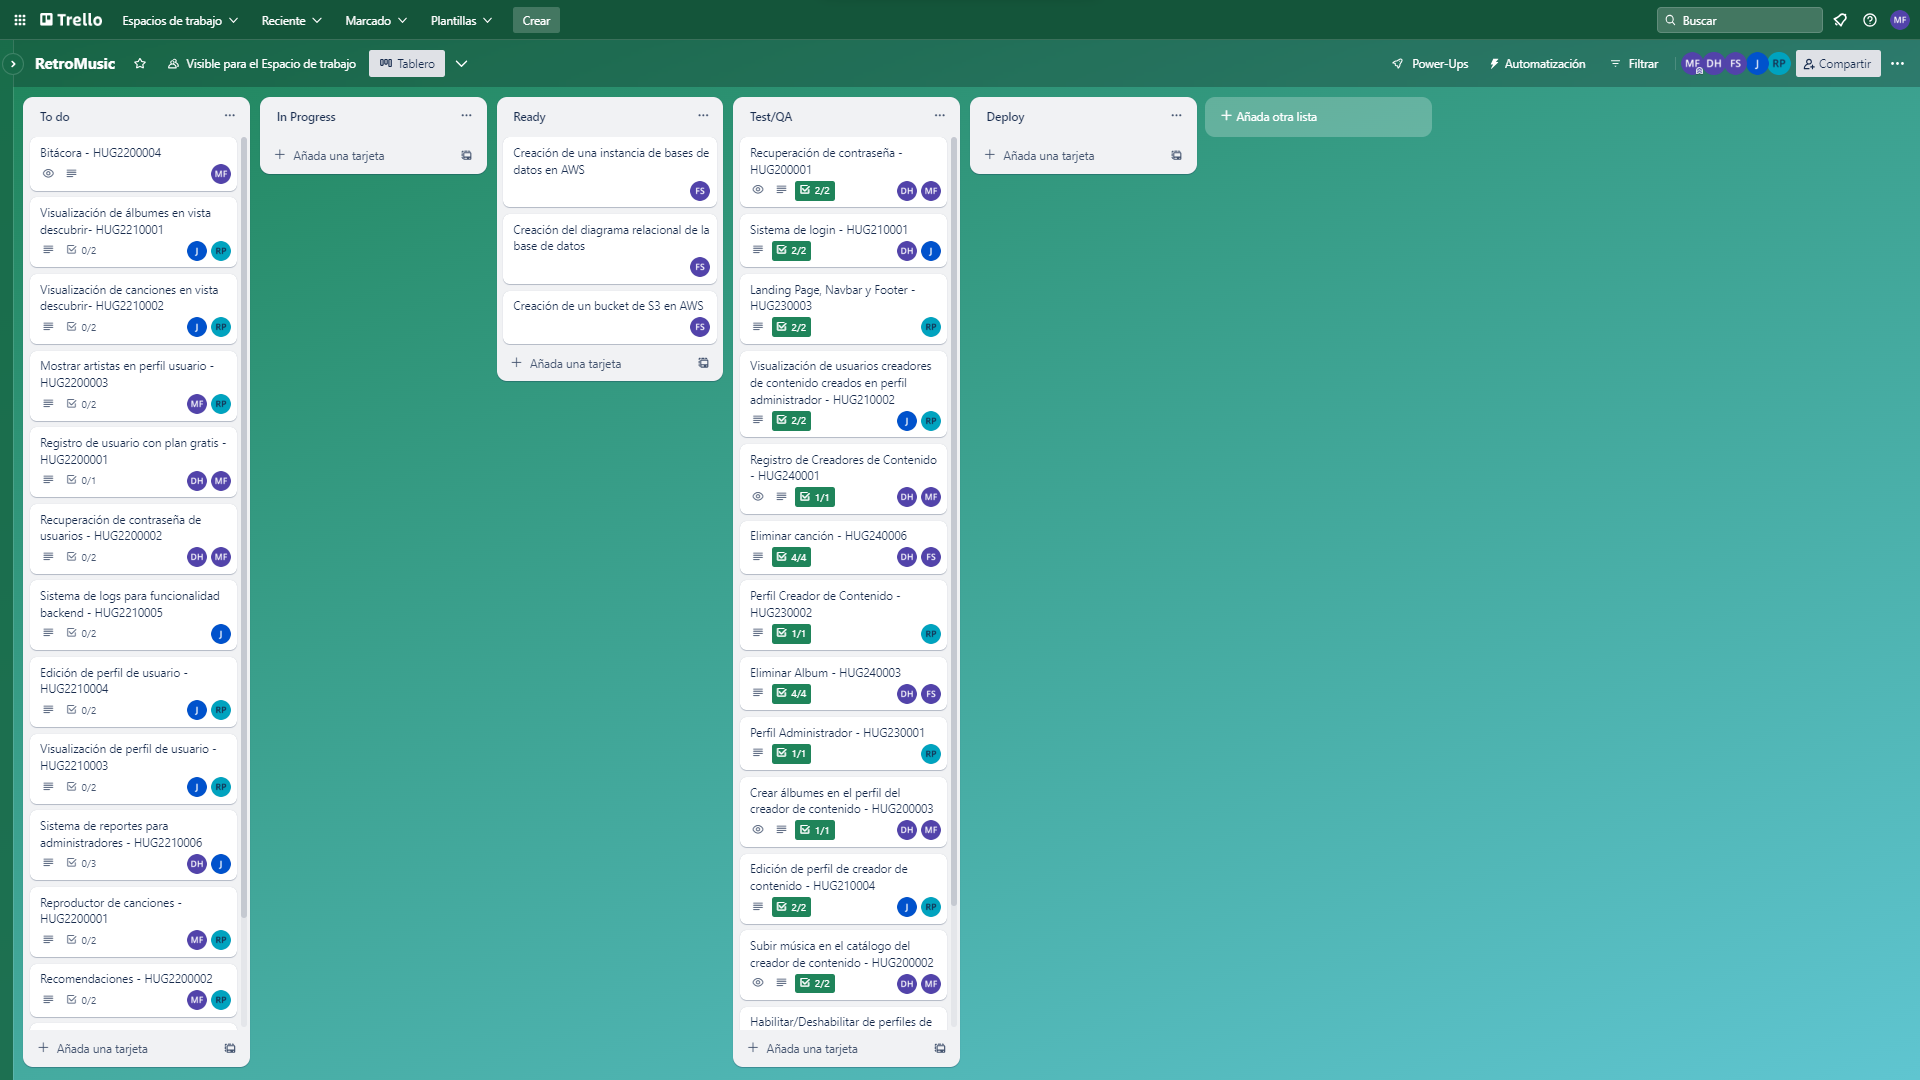 Trello
Espacios de trabajo
Reciente
Marcado
Plantillas
Crear
Buscar
MF
RetroMusic
Visible para el Espacio de trabajo
Tablero
Power-Ups
Automatización
Filtrar
MF
DH
FS
J
RP
Compartir
To do
Bitácora - HUG2200004
MF
Visualización de álbumes en vista
descubrir- HUG2210001
0/2
J
RP
Visualización de canciones en vista
descubrir- HUG2210002
0/2
J
RP
Mostrar artistas en perfil usuario -
HUG2200003
0/2
MF
RP
Registro de usuario con plan gratis -
HUG2200001
0/1
DH
MF
Recuperación de contraseña de
usuarios - HUG2200002
0/2
DH
MF
Sistema de logs para funcionalidad
backend - HUG2210005
0/2
J
Edición de perfil de usuario -
HUG2210004
0/2
J
RP
Visualización de perfil de usuario -
HUG2210003
0/2
J
RP
Sistema de reportes para
administradores - HUG2210006
0/3
DH
J
Reproductor de canciones -
HUG2200001
0/2
MF
RP
Recomendaciones - HUG2200002
0/2
MF
RP
Añada una tarjeta
In Progress
Añada una tarjeta
Ready
Creación de una instancia de bases de
datos en AWS
FS
Creación del diagrama relacional de la
base de datos
FS
Creación de un bucket de S3 en AWS
FS
Añada una tarjeta
Test/QA
Recuperación de contraseña -
HUG200001
2/2
DH
MF
Sistema de login - HUG210001
2/2
DH
J
Landing Page, Navbar y Footer -
HUG230003
2/2
RP
Visualización de usuarios creadores
de contenido creados en perfil
administrador - HUG210002
2/2
J
RP
Registro de Creadores de Contenido
- HUG240001
1/1
DH
MF
Eliminar canción - HUG240006
4/4
DH
FS
Perfil Creador de Contenido -
HUG230002
1/1
RP
Eliminar Album - HUG240003
4/4
DH
FS
Perfil Administrador - HUG230001
1/1
RP
Crear álbumes en el perfil del
creador de contenido - HUG200003
1/1
DH
MF
Edición de perfil de creador de
contenido - HUG210004
2/2
J
RP
Subir música en el catálogo del
creador de contenido - HUG200002
2/2
DH
MF
Habilitar/Deshabilitar de perfiles de
Añada una tarjeta
Deploy
Añada una tarjeta
Añada otra lista